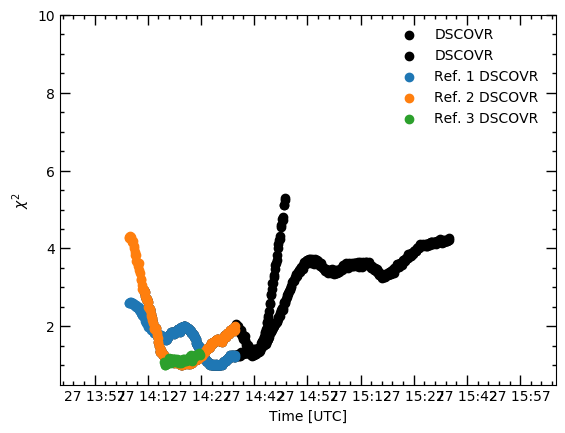 10
8
6
4
2
χ²
DSCOVR
DSCOVR
Ref. 1 DSCOVR
Ref. 2 DSCOVR
Ref. 3 DSCOVR
27 13:57 27 14:12 27 14:27 27 14:42 27 14:57 27 15:12 27 15:27 27 15:42 27 15:57
Time [UTC]